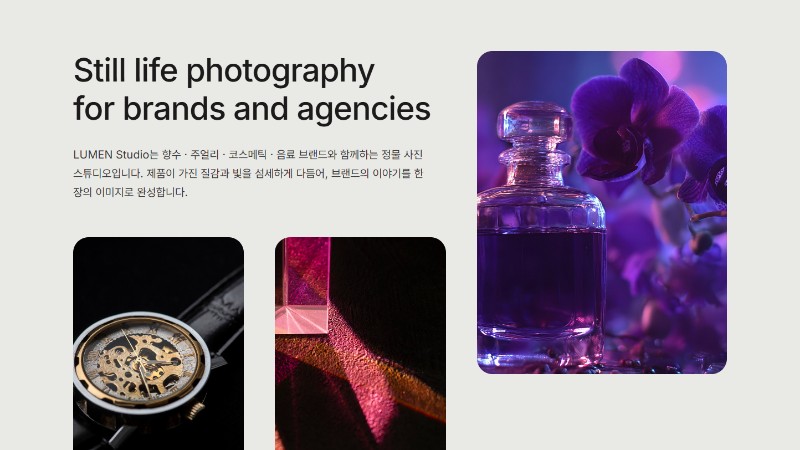 Still life photography
for brands and agencies
LUMEN Studio는 향수 · 주얼리 · 코스메틱 · 음료 브랜드와 함께하는 정물 사진
스튜디오입니다. 제품이 가진 질감과 빛을 섬세하게 다듬어, 브랜드의 이야기를 한
장의 이미지로 완성합니다.